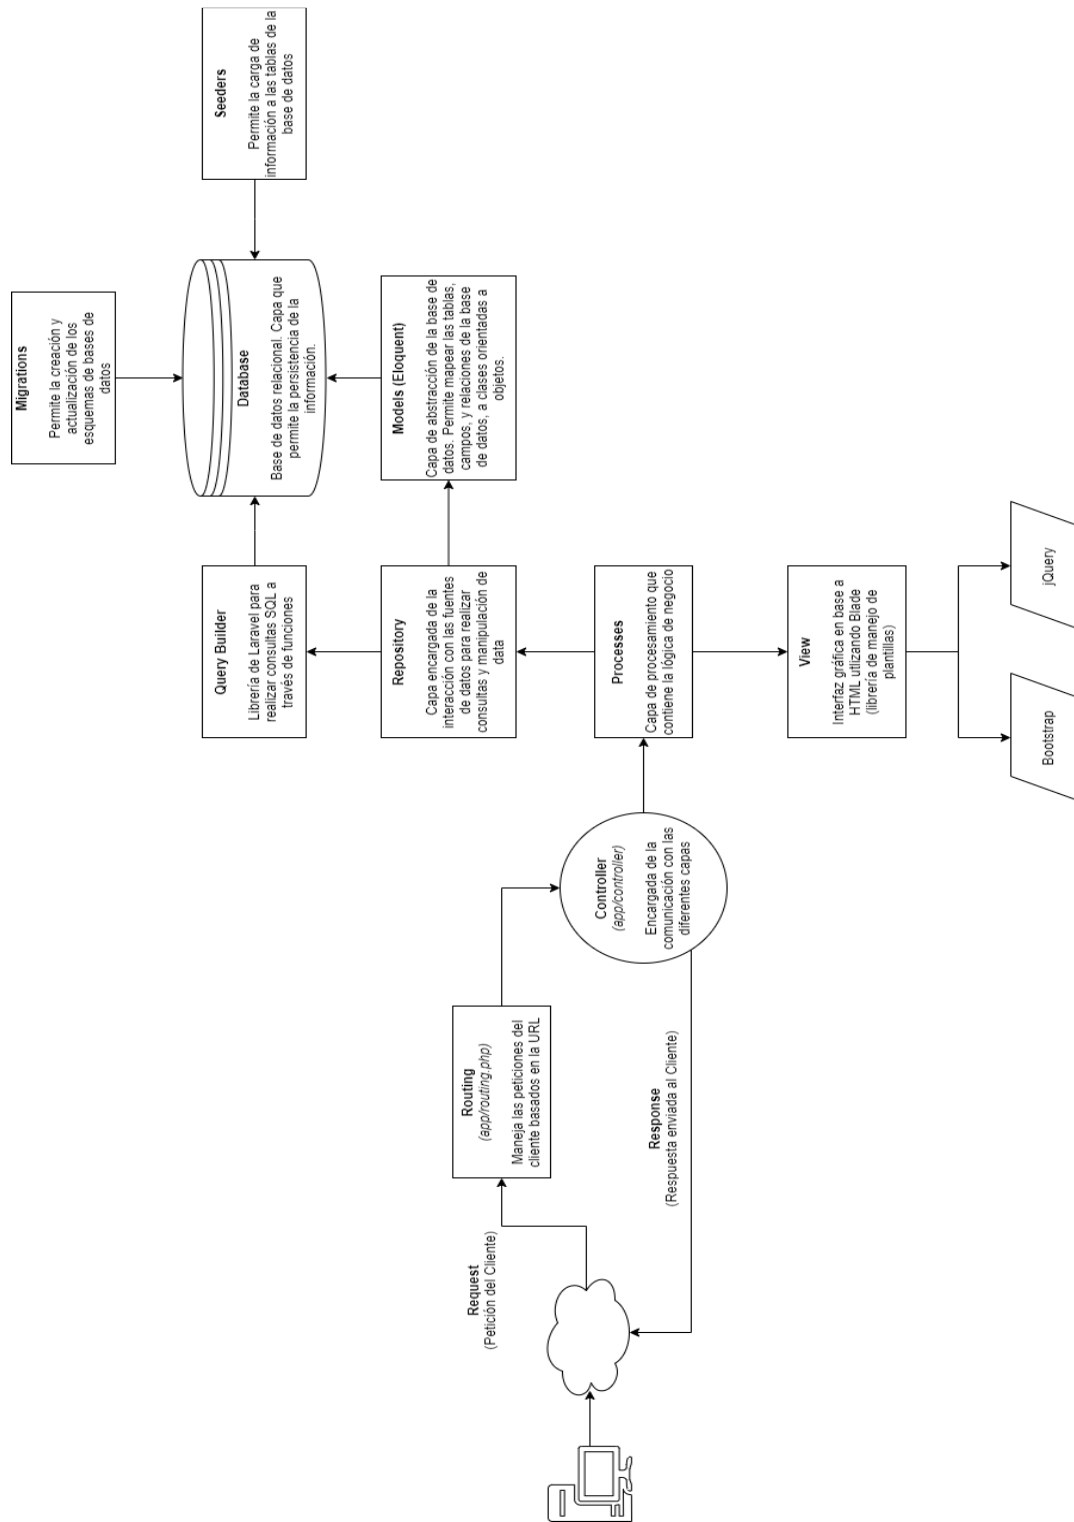 Migrations
Permite la creación y
actualización de los
esquemas de bases de
datos
Seeders
Permite la carga de
información a las tablas de la
base de datos
Database
Base de datos relacional. Capa que
permite la persistencia de la
información.
Query Builder
Librería de Laravel para
realizar consultas SQL a
través de funciones
Models (Eloquent)
Capa de abstracción de la base de
datos. Permite mapear las tablas,
campos, y relaciones de la base
de datos, a clases orientadas a
objetos.
Repository
Capa encargada de la
interacción con las fuentes
de datos para realizar
consultas y manipulación de
data
Request
(Petición del Cliente)
Routing
(app/routing.php)
Maneja las peticiones del
cliente basados en la URL
Controller
(app/controller)
Encargada de la
comunicación con las
diferentes capas
Processes
Capa de procesamiento que
contiene la lógica de negocio
Response
(Respuesta enviada al Cliente)
View
Interfaz gráfica en base a
HTML utlizando Blade
(librería de manejo de
plantillas)
Bootstrap
jQuery